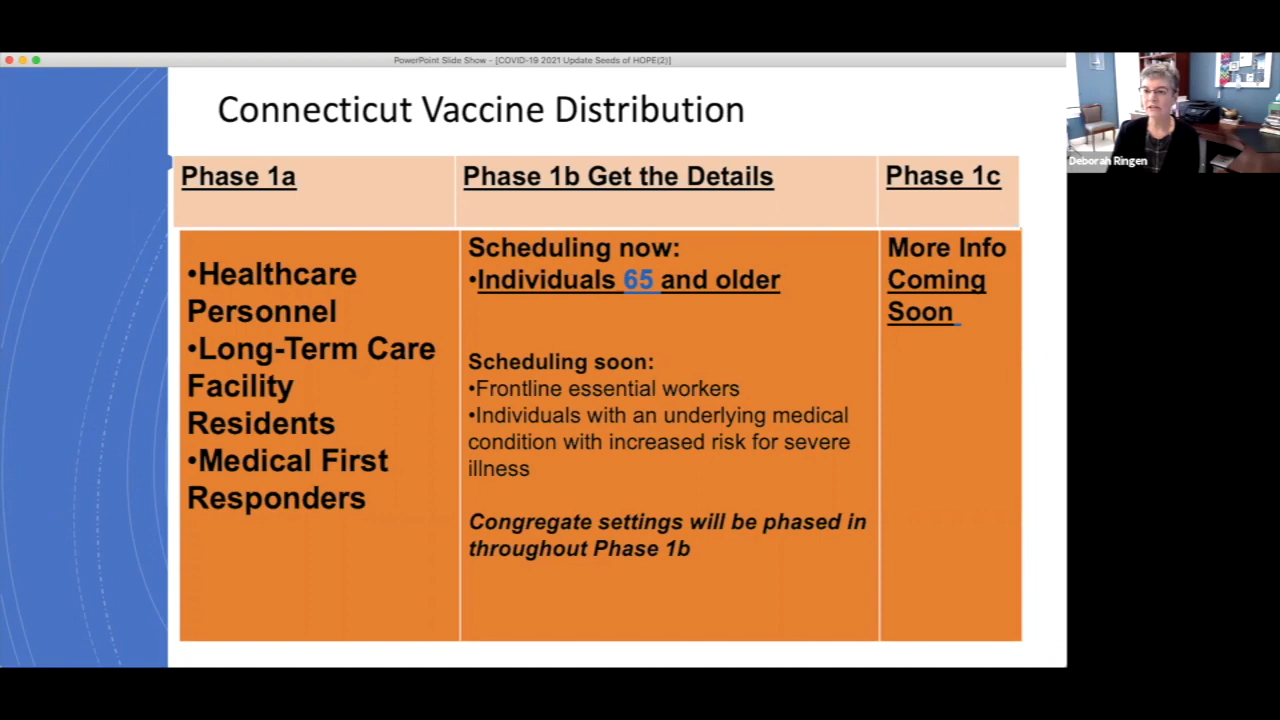 PowerPoint Slide Show - [COVID-19 2021 Update Seeds of HOPE(2)]
Connecticut Vaccine Distribution
Phase 1a
Phase 1b Get the Details
Phase 1c
•Healthcare
Personnel
•Long-Term Care
Facility
Residents
•Medical First
Responders
Scheduling now:
•Individuals 65 and older
Scheduling soon:
•Frontline essential workers
•Individuals with an underlying medical
condition with increased risk for severe
illness
Congregate settings will be phased in
throughout Phase 1b
More Info
Coming
Soon
Deborah Ringen